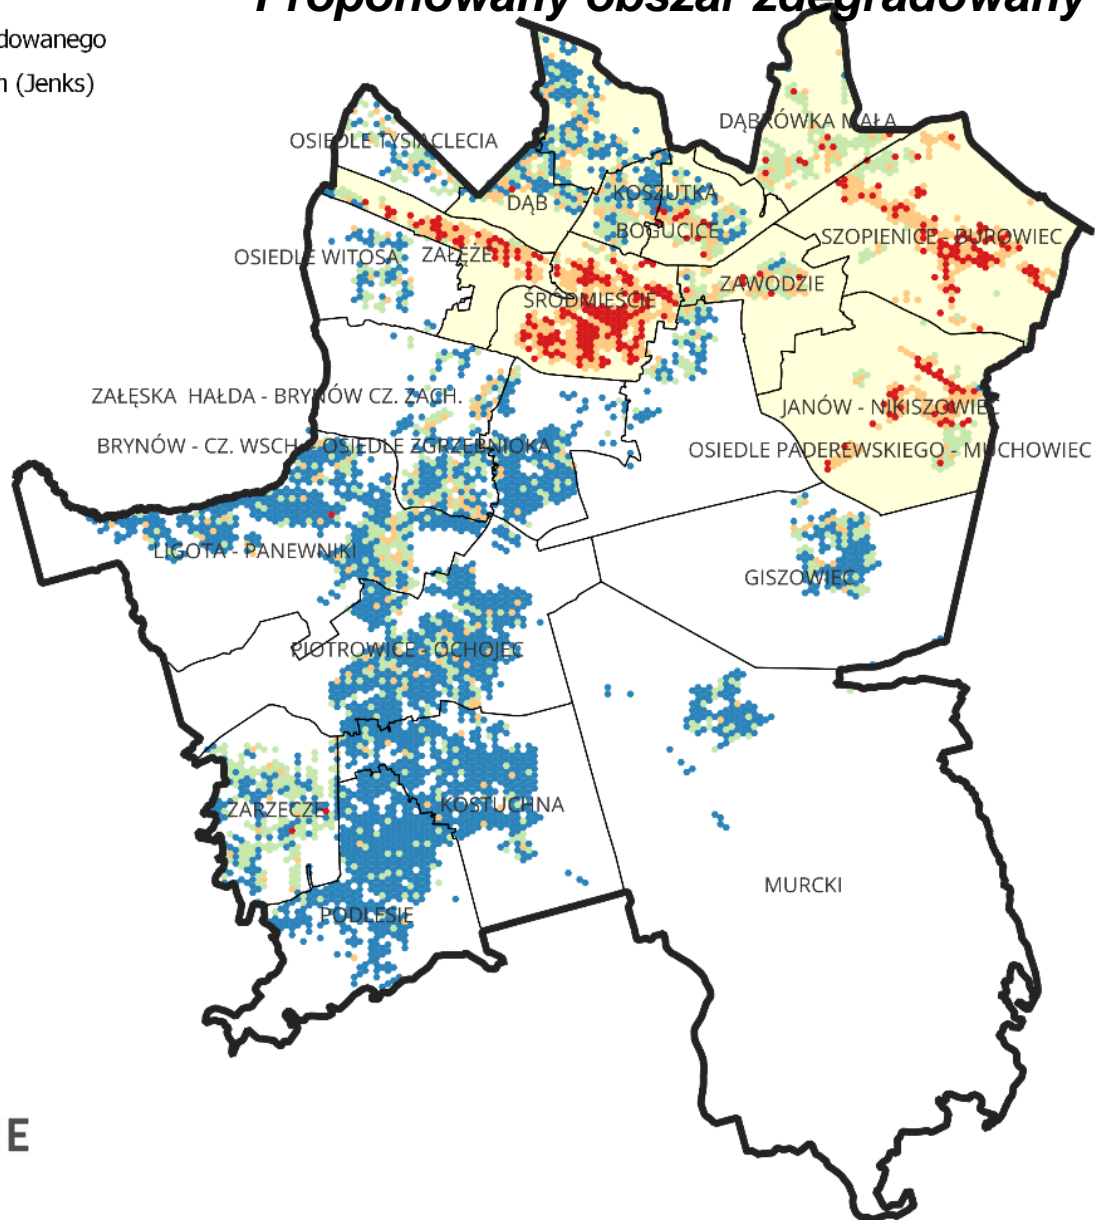 Proponowany obszar zdegradowany
dowanego
(Jenks)
DĄBRÓWKA MAŁA
OSIEDLE TYSIĄCLECIA
KOSZUTKA
DĄB
BOGUCICE
SZOPIENICE - BUROWIEC
OSIEDLE WITOSA
ZAŁĘŻE
ZAWODZIE
ŚRÓDMIEŚCIE
ZAŁĘSKA HAŁDA - BRYNÓW CZ. ZACH.
JANÓW - NIKISZOWIEC
BRYNÓW - CZ. WSCH. - OSIEDLE ZGRZEBNIOKA
OSIEDLE PADEREWSKIEGO - MUCHOWIEC
LIGOTA - PANEWNIKI
GISZOWIEC
PIOTROWICE - OCHOJEC
ZARZECZE
KOSTUCHNA
MURCKI
PODLESIE
E